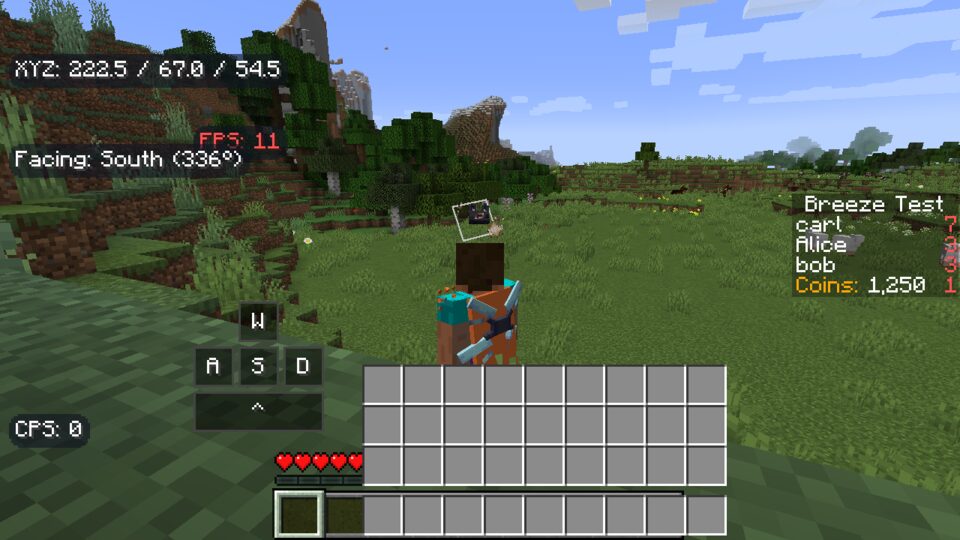 XYZ: 222.5 / 67.0 / 54.5
FPS: 11
Facing: South (336°)
Breeze Test
carl 7
Alice 3
bob 3
Coins: 1,250 1
W
A S D
^
CPS: 0